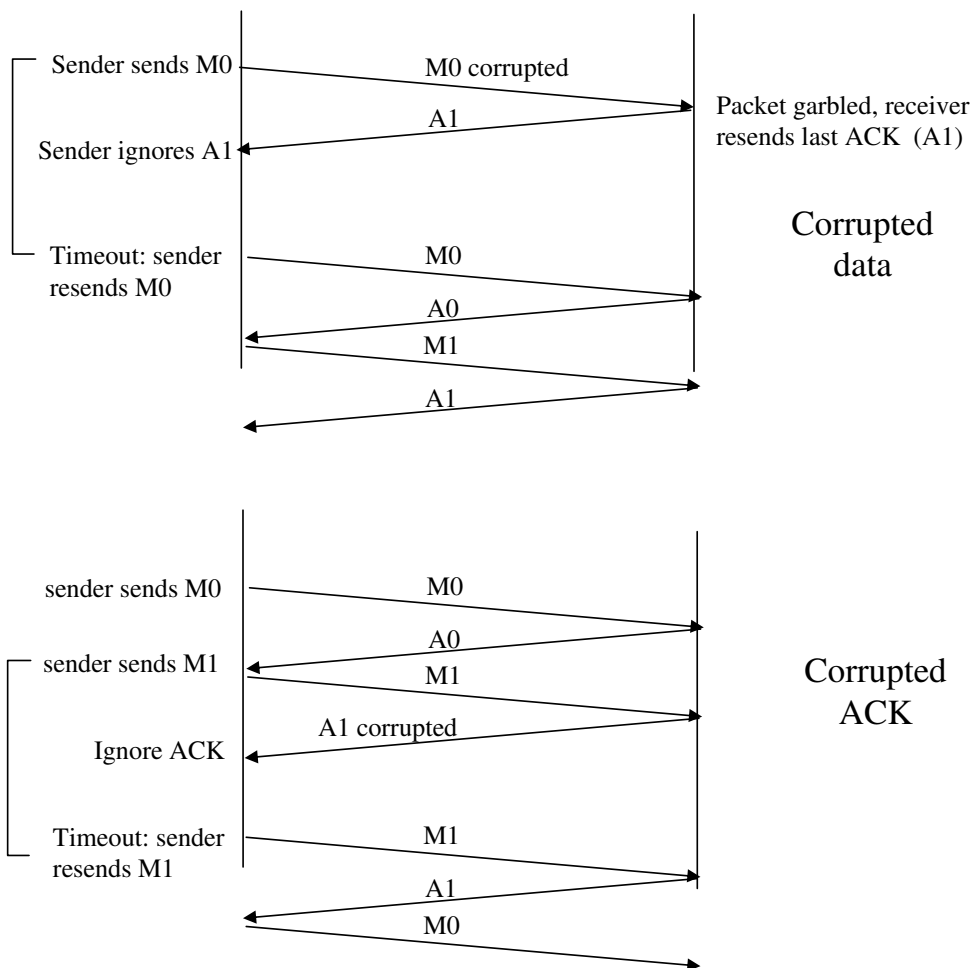 Sender sends M0
M0 corrupted
A1
Packet garbled, receiver
resends last ACK (A1)
Sender ignores A1
Corrupted
data
Timeout: sender
resends M0
M0
A0
M1
A1
sender sends M0
M0
A0
sender sends M1
M1
Corrupted
ACK
A1 corrupted
Ignore ACK
Timeout: sender
resends M1
M1
A1
M0